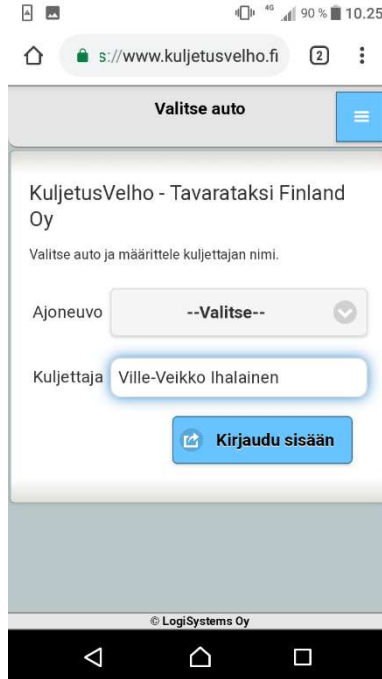 A 4G 90 % 10.25
s://www.kuljetusvelho.fi 2
Valitse auto
KuljetusVelho - Tavarataksi Finland
Oy
Valitse auto ja määrittele kuljettajan nimi.
Ajoneuvo --Valitse--
Kuljettaja Ville-Veikko Ihalainen
Kirjaudu sisään
© LogiSystems Oy